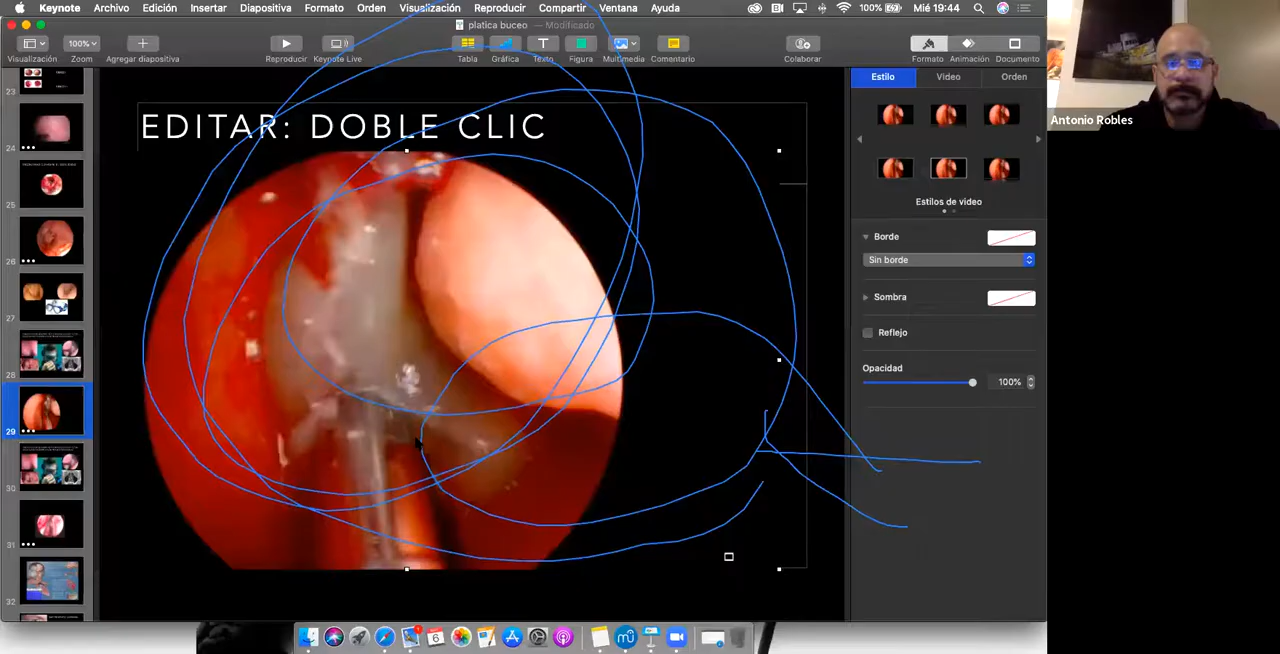 Keynote Archivo Edición Insertar Diapositiva Formato Orden Visualización Reproducir Compartir Ventana Ayuda 100% Mié 19:44
platica buceo — Modificado
100%
Visualización Zoom Agregar diapositiva Reproducir Keynote Live Tabla Gráfica Texto Figura Multimedia Comentario Colaborar Formato Animación Documento
Estilo Video Orden
23
24
25
26
27
28
29
30
31
32
EDITAR: DOBLE CLIC
Estilos de video
Borde
Sin borde
Sombra
Reflejo
Opacidad
100%
Antonio Robles
6